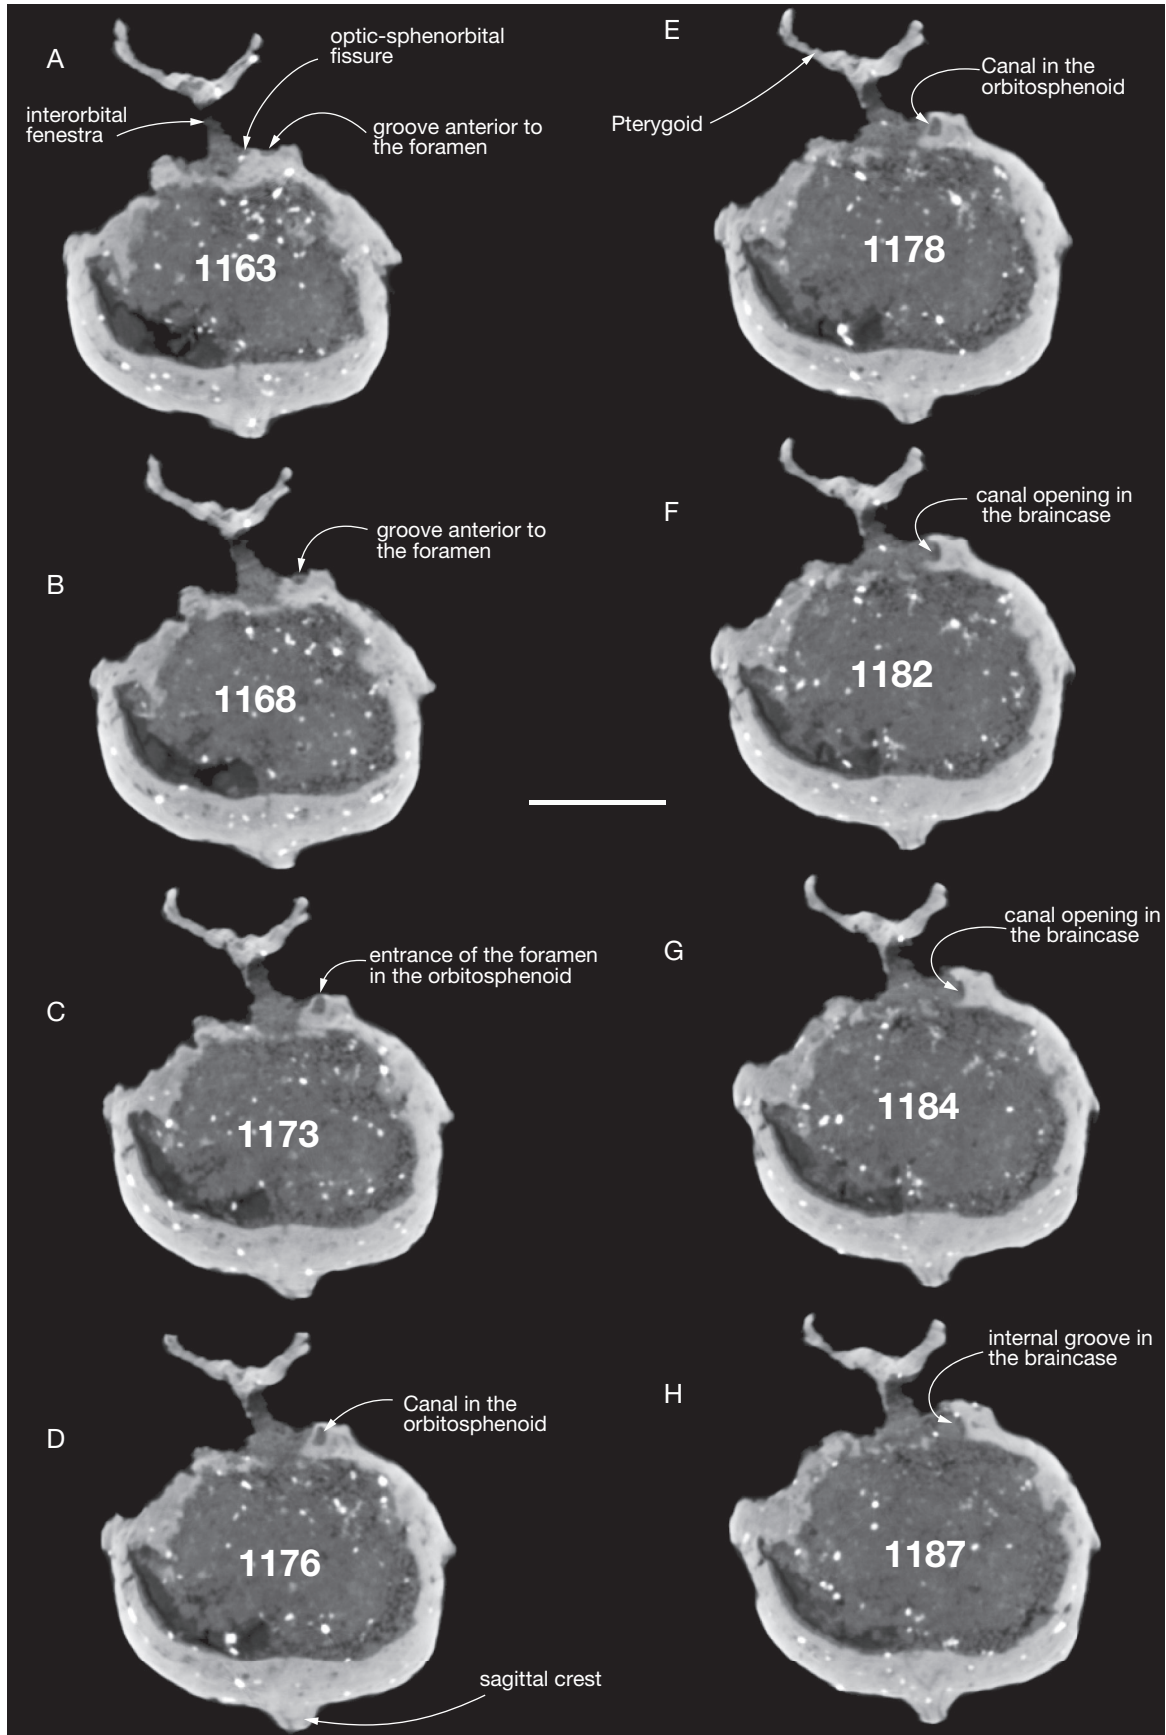 A
optic-sphenorbital
fissure
interorbital
fenestra
groove anterior to
the foramen
1163
B
groove anterior to
the foramen
1168
C
entrance of the foramen
in the orbitosphenoid
1173
D
Canal in the
orbitosphenoid
1176
sagittal crest
E
Canal in the
orbitosphenoid
Pterygoid
1178
F
canal opening in
the braincase
1182
G
canal opening in
the braincase
1184
H
internal groove in
the braincase
1187